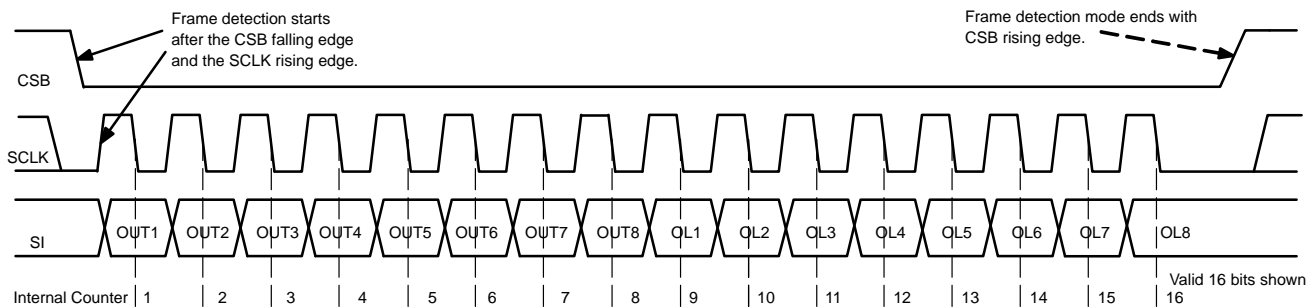 Frame detection starts
after the CSB falling edge
and the SCLK rising edge.
Frame detection mode ends with
CSB rising edge.
CSB
SCLK
SI OUT1 OUT2 OUT3 OUT4 OUT5 OUT6 OUT7 OUT8 OL1 OL2 OL3 OL4 OL5 OL6 OL7 OL8
Valid 16 bits shown
Internal Counter 1 2 3 4 5 6 7 8 9 10 11 12 13 14 15 16